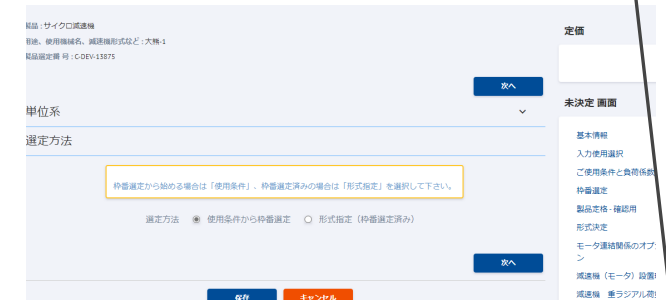 製品 : サイクロ減速機
用途、使用機械名、減速機形式など : 大熊-1
製品選定番号 : C-DEV-13875
次へ
単位系
選定方法
枠番選定から始める場合は「使用条件」、枠番選定済みの場合は「形式指定」を選択して下さい。
選定方法 使用条件から枠番選定 形式指定（枠番選定済み）
次へ
保存 キャンセル
定価
未決定 画面
基本情報
入力使用選択
ご使用条件と負荷係数
枠番選定
製品定格 - 確認用
形式決定
モータ連結関係のオプ
ン
減速機（モータ）設置
減速機 重ラジアル荷